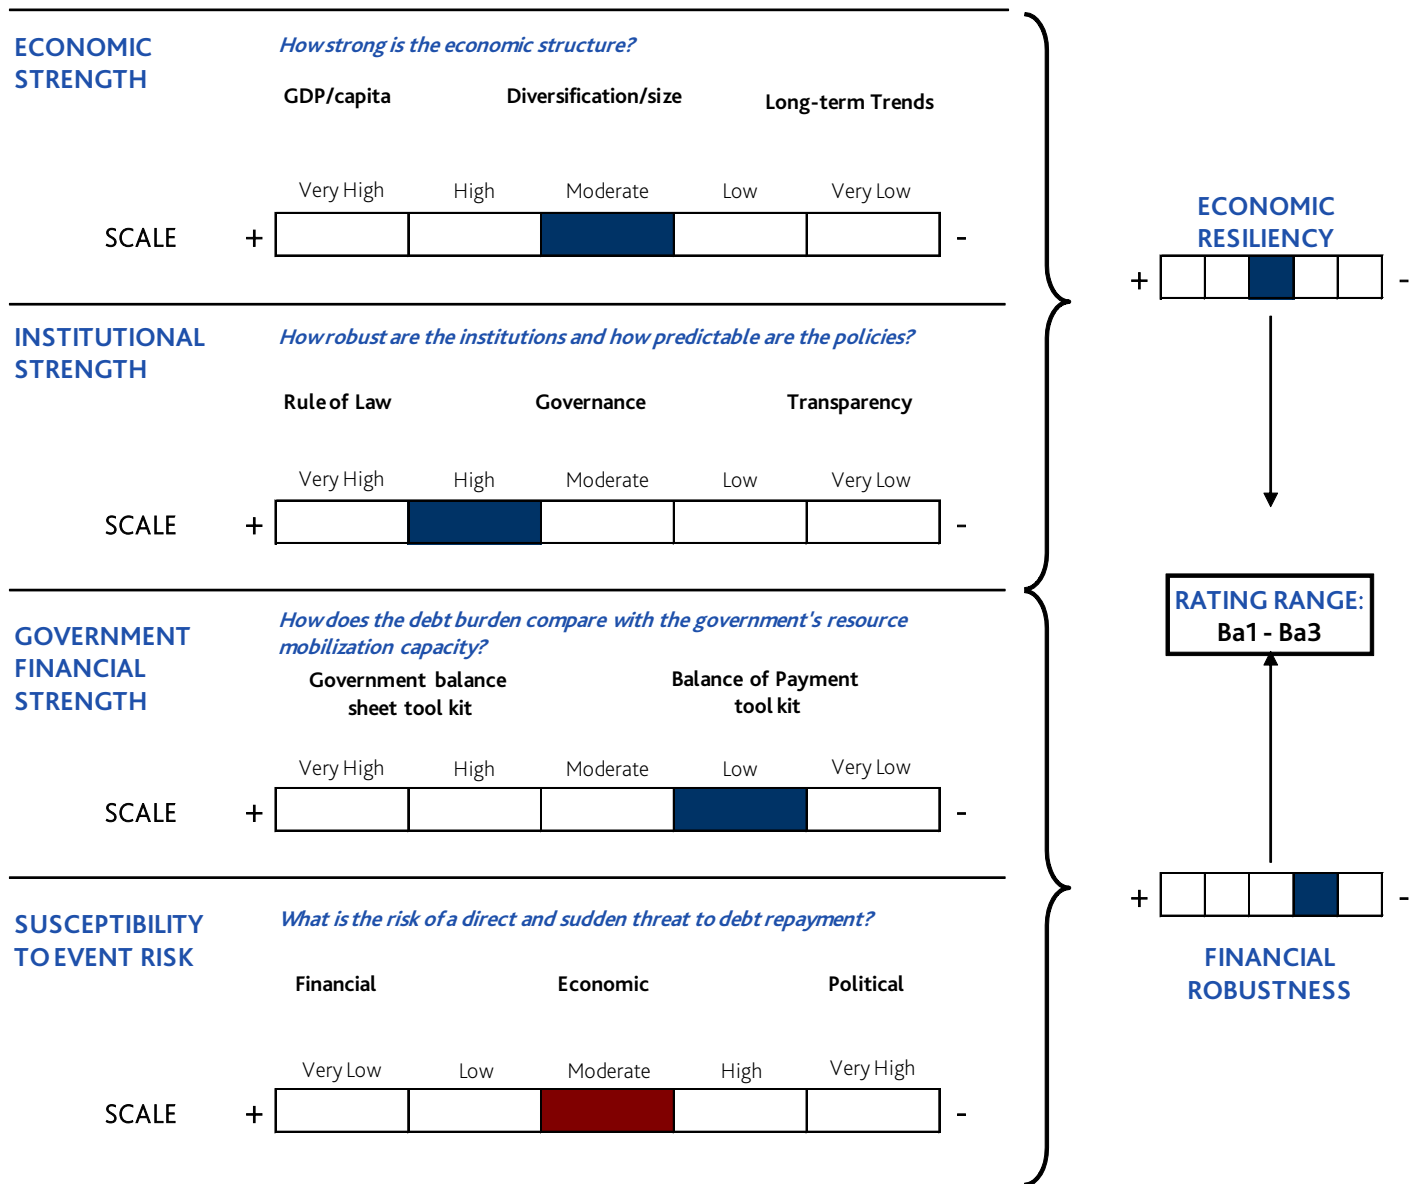 ECONOMIC
STRENGTH
How strong is the economic structure?
GDP/capita Diversification/size Long-term Trends
Very High High Moderate Low Very Low
SCALE + -
INSTITUTIONAL
STRENGTH
How robust are the institutions and how predictable are the policies?
Rule of Law Governance Transparency
Very High High Moderate Low Very Low
SCALE + -
GOVERNMENT
FINANCIAL
STRENGTH
How does the debt burden compare with the government's resource
mobilization capacity?
Government balance
sheet tool kit
Balance of Payment
tool kit
Very High High Moderate Low Very Low
SCALE + -
SUSCEPTIBILITY
TO EVENT RISK
What is the risk of a direct and sudden threat to debt repayment?
Financial Economic Political
Very Low Low Moderate High Very High
SCALE + -
ECONOMIC
RESILIENCY
+ -
RATING RANGE:
Ba1 - Ba3
+ -
FINANCIAL
ROBUSTNESS